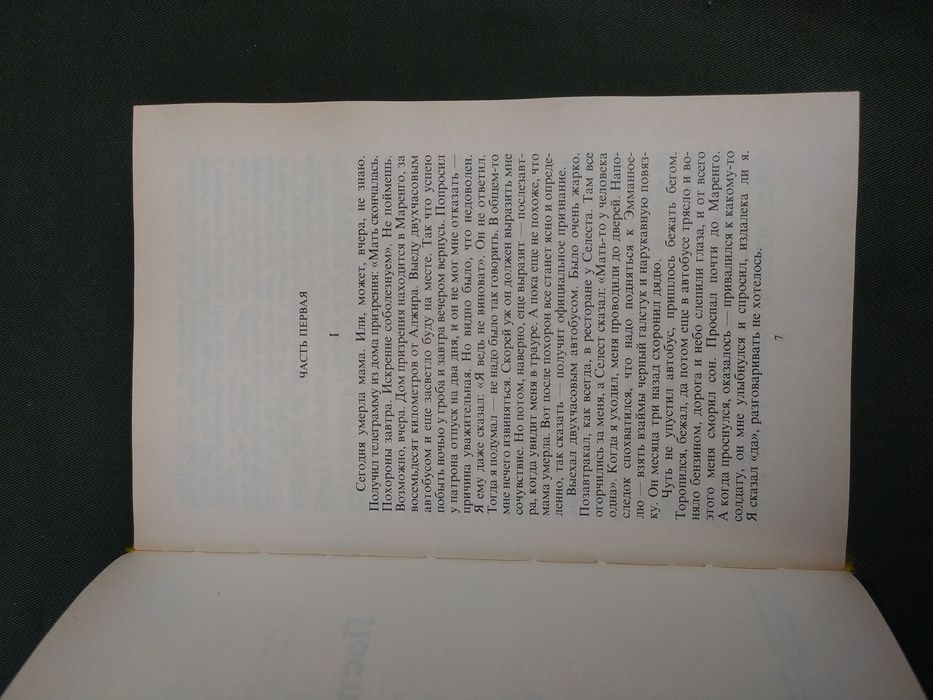 ЧАСТЬ ПЕРВАЯ
I
Сегодня умерла мама. Или, может, вчера, не знаю.
Получил телеграмму из дома призрения: «Мать скончалась.
Похороны завтра. Искренне соболезнуем». Не поймешь.
Возможно, вчера. Дом призрения находится в Маренго, за
восемьдесят километров от Алжира. Выеду двухчасовым
автобусом и еще засветло буду на месте. Так что успею
побыть ночью у гроба и завтра вечером вернусь. Попросил
у патрона отпуск на два дня, и он не мог мне отказать —
причина уважительная. Но видно было, что недоволен.
Я ему даже сказал: «Я ведь не виноват». Он не ответил.
Тогда я подумал — не надо было так говорить. В общем-то
мне нечего извиняться. Скорей уж он должен выразить мне
сочувствие. Но потом, наверно, еще выразит — послезавт-
ра, когда увидит меня в трауре. А пока еще не похоже, что
мама умерла. Вот после похорон все станет ясно и опреде-
ленно, так сказать — получит официальное признание.
Выехал двухчасовым автобусом. Было очень жарко.
Позавтракал, как всегда, в ресторане у Селеста. Там все
огорчились за меня, а Селест сказал: «Мать-то у человека
одна». Когда я уходил, меня проводили до дверей. Напо-
следок спохватился, что надо подняться к Эмманюэ-
лю — взять взаймы черный галстук и нарукавную повяз-
ку. Он месяца три назад схоронил дядю.
Чуть не упустил автобус, пришлось бежать бегом.
Торопился, бежал, да потом еще в автобусе трясло и во-
няло бензином, дорога и небо слепили глаза, и от всего
этого меня сморил сон. Проспал почти до Маренго.
А когда проснулся, оказалось — привалился к какому-то
солдату, он мне улыбнулся и спросил, издалека ли я.
Я сказал «да», разговаривать не хотелось.
7